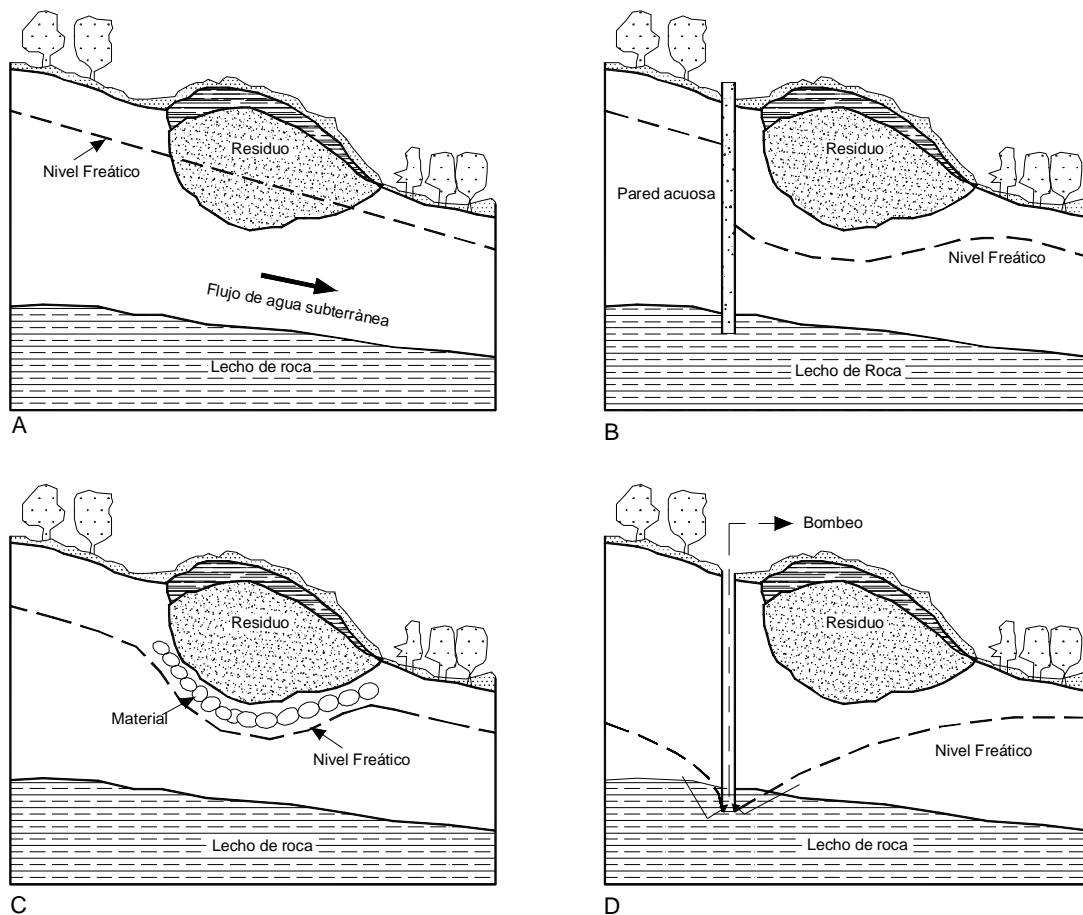 Residuo
Nivel Freático
Flujo de agua subterrànea
Lecho de roca
A
Residuo
Pared acuosa
Nivel Freático
Lecho de Roca
B
Residuo
Material
Nivel Freático
Lecho de roca
C
Bombeo
Residuo
Nivel Freático
Lecho de roca
D